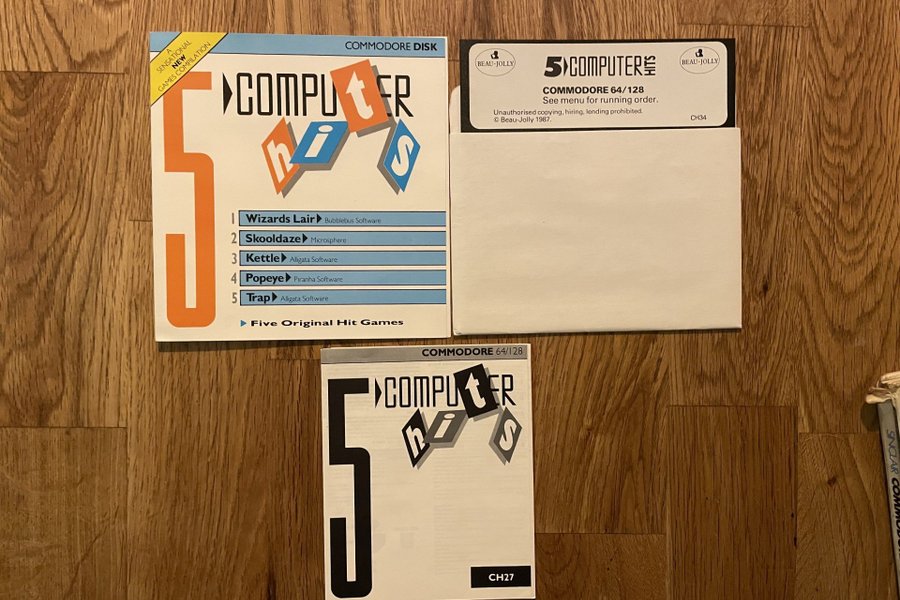 COMMODORE DISK
A
SENSATIONAL
NEW
GAMES COMPILATION
5 COMPUTER
hits
1 Wizards Lair Bubblebus Software
2 Skooldaze Microsphere
3 Kettle Alligata Software
4 Popeye Piranha Software
5 Trap Alligata Software
Five Original Hit Games
BEAU-JOLLY
5 COMPUTER HITS
BEAU-JOLLY
COMMODORE 64/128
See menu for running order.
Unauthorised copying, hiring, lending prohibited.
© Beau-Jolly 1987.
CH34
COMMODORE 64/128
5 COMPUTER
hits
CH27
SINCLAIR